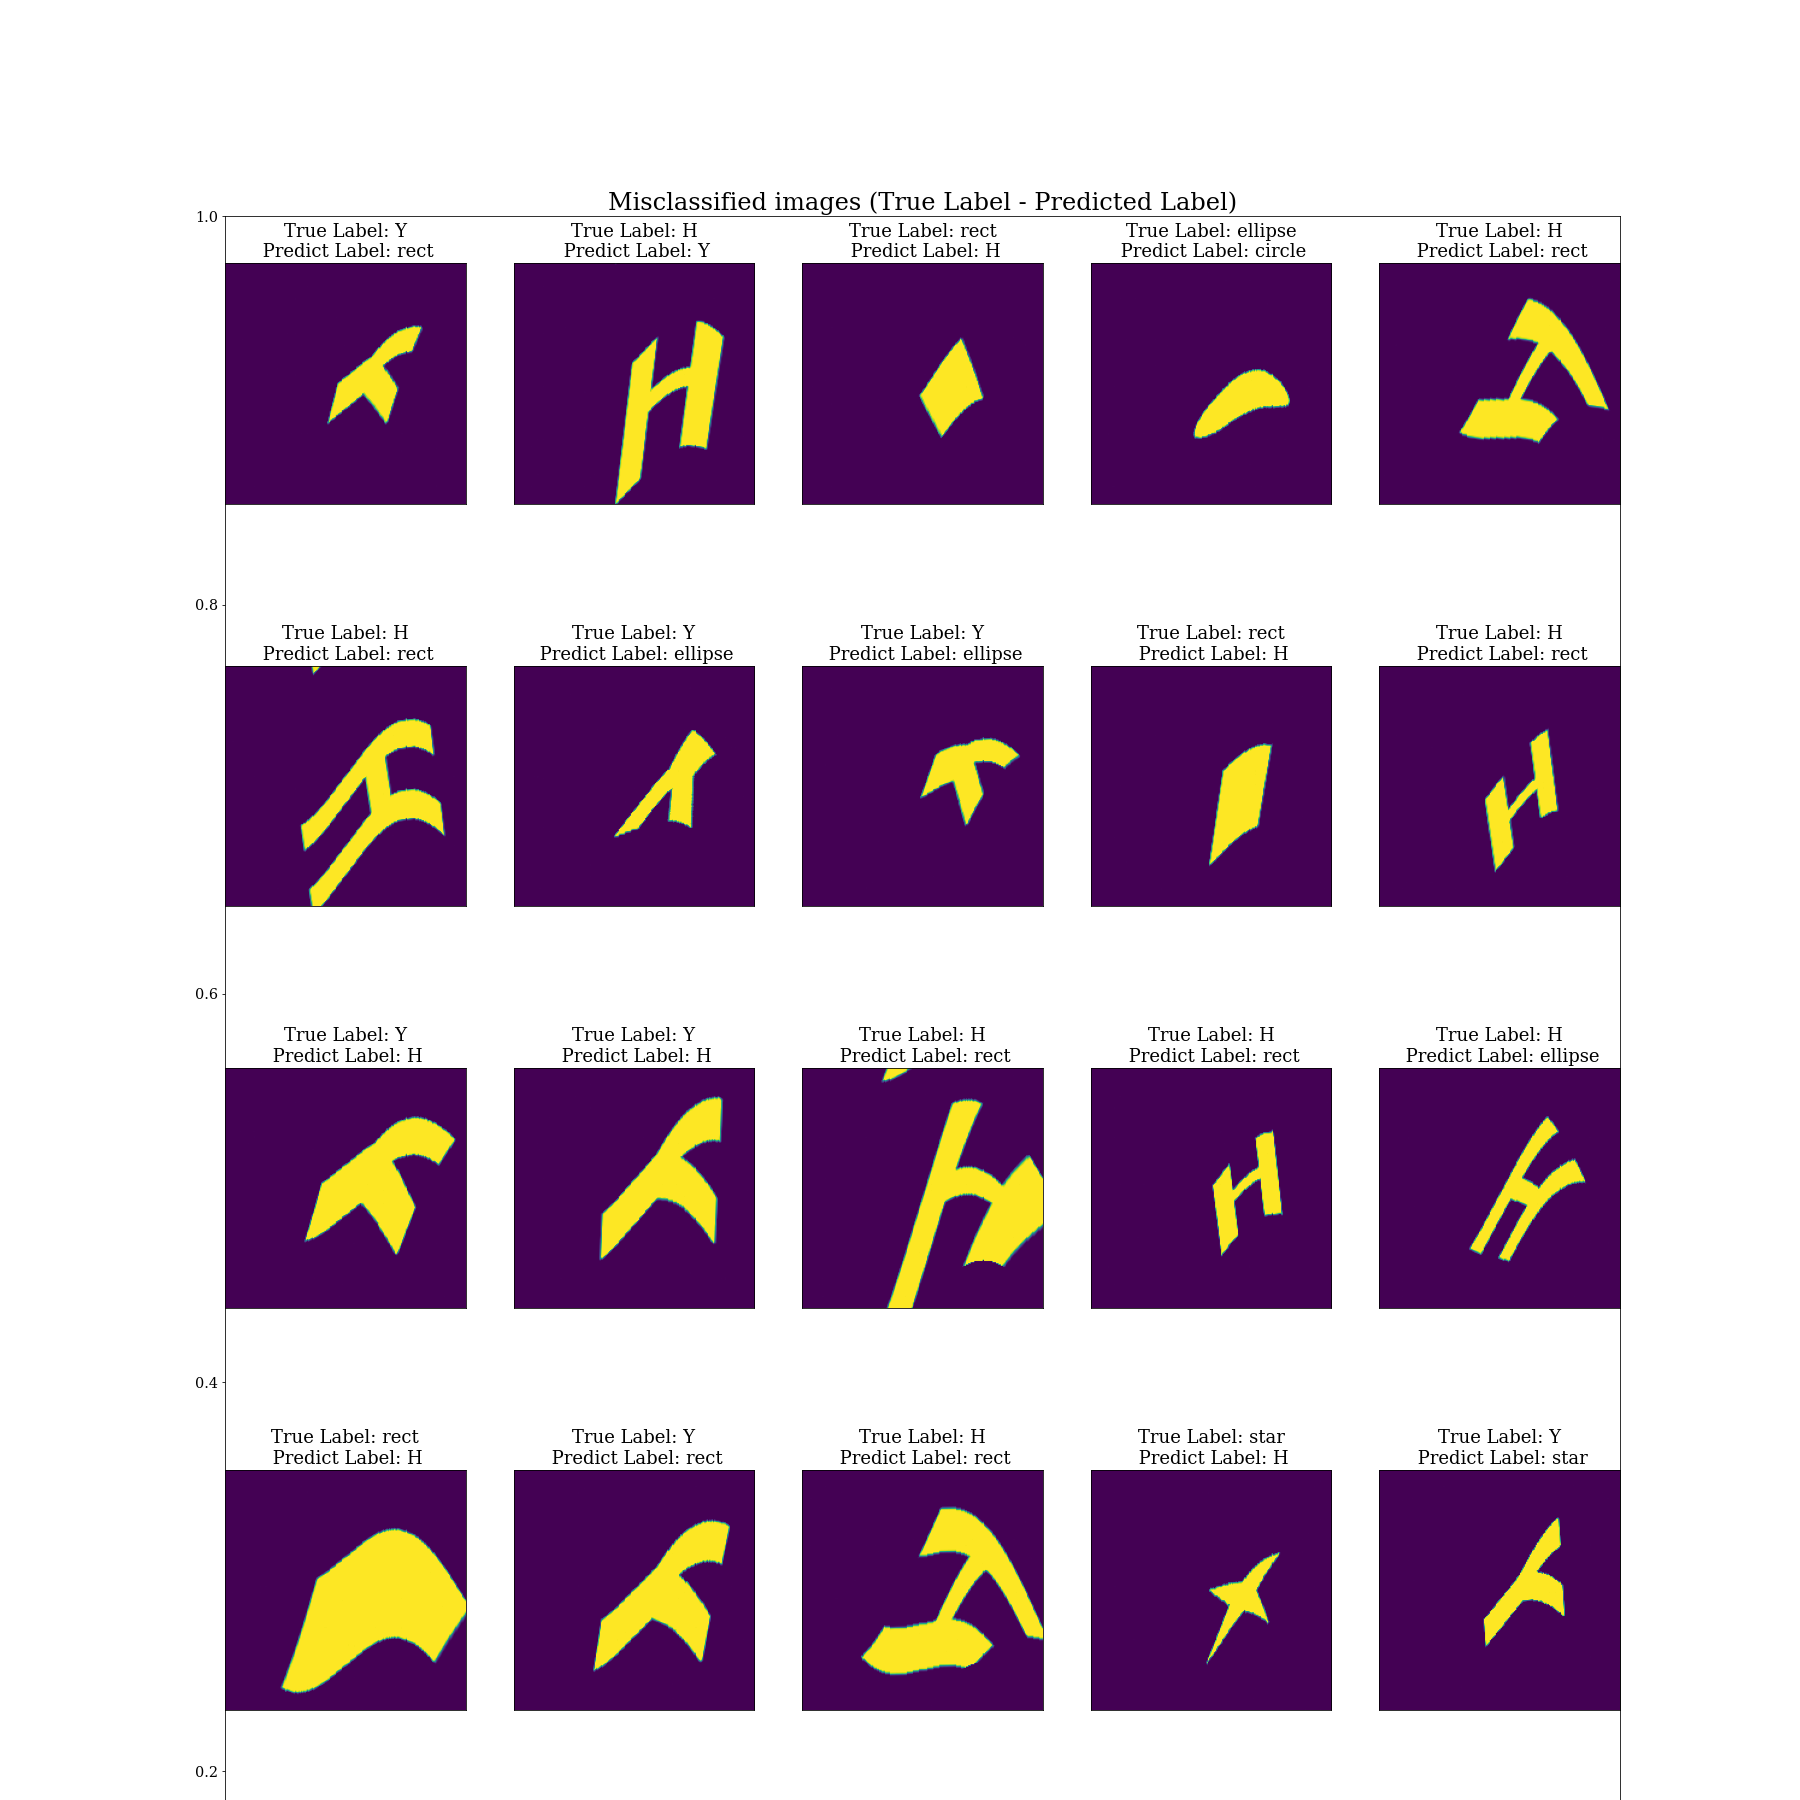 Misclassified images (True Label - Predicted Label)
1.0
True Label: Y
Predict Label: rect
True Label: H
Predict Label: Y
True Label: rect
Predict Label: H
True Label: ellipse
Predict Label: circle
True Label: H
Predict Label: rect
0.8
True Label: H
Predict Label: rect
True Label: Y
Predict Label: ellipse
True Label: Y
Predict Label: ellipse
True Label: rect
Predict Label: H
True Label: H
Predict Label: rect
0.6
True Label: Y
Predict Label: H
True Label: Y
Predict Label: H
True Label: H
Predict Label: rect
True Label: H
Predict Label: rect
True Label: H
Predict Label: ellipse
0.4
True Label: rect
Predict Label: H
True Label: Y
Predict Label: rect
True Label: H
Predict Label: rect
True Label: star
Predict Label: H
True Label: Y
Predict Label: star
0.2